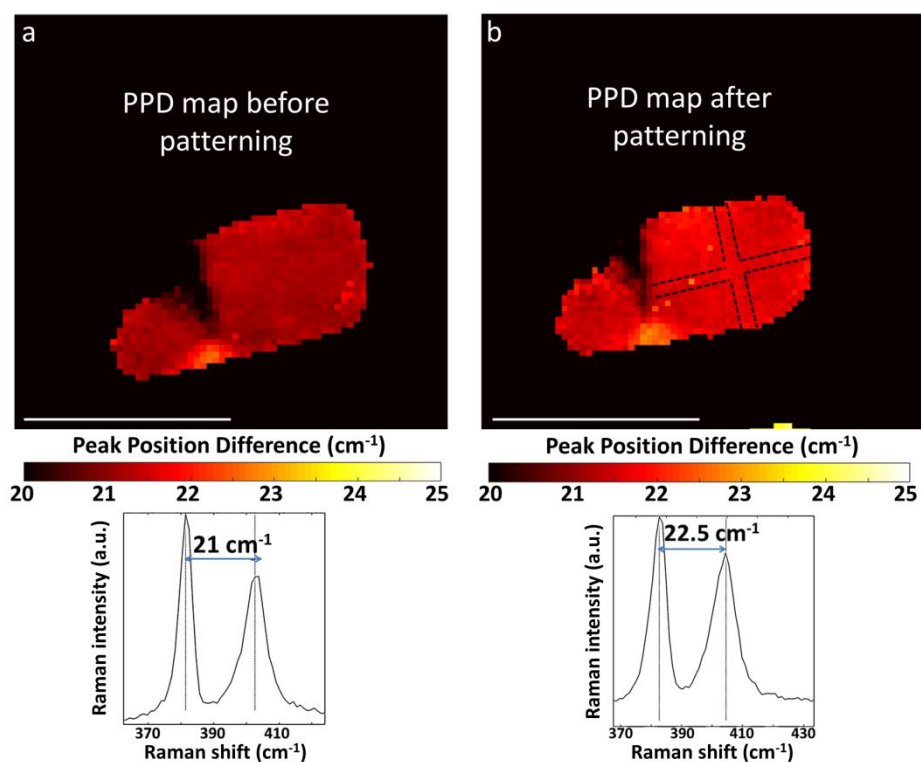 a
PPD map before
patterning
Peak Position Difference (cm⁻¹)
20 21 22 23 24 25
21 cm⁻¹
Raman intensity (a.u.)
370 390 410
Raman shift (cm⁻¹)
b
PPD map after
patterning
Peak Position Difference (cm⁻¹)
20 21 22 23 24 25
22.5 cm⁻¹
Raman intensity (a.u.)
370 390 410 430
Raman shift (cm⁻¹)